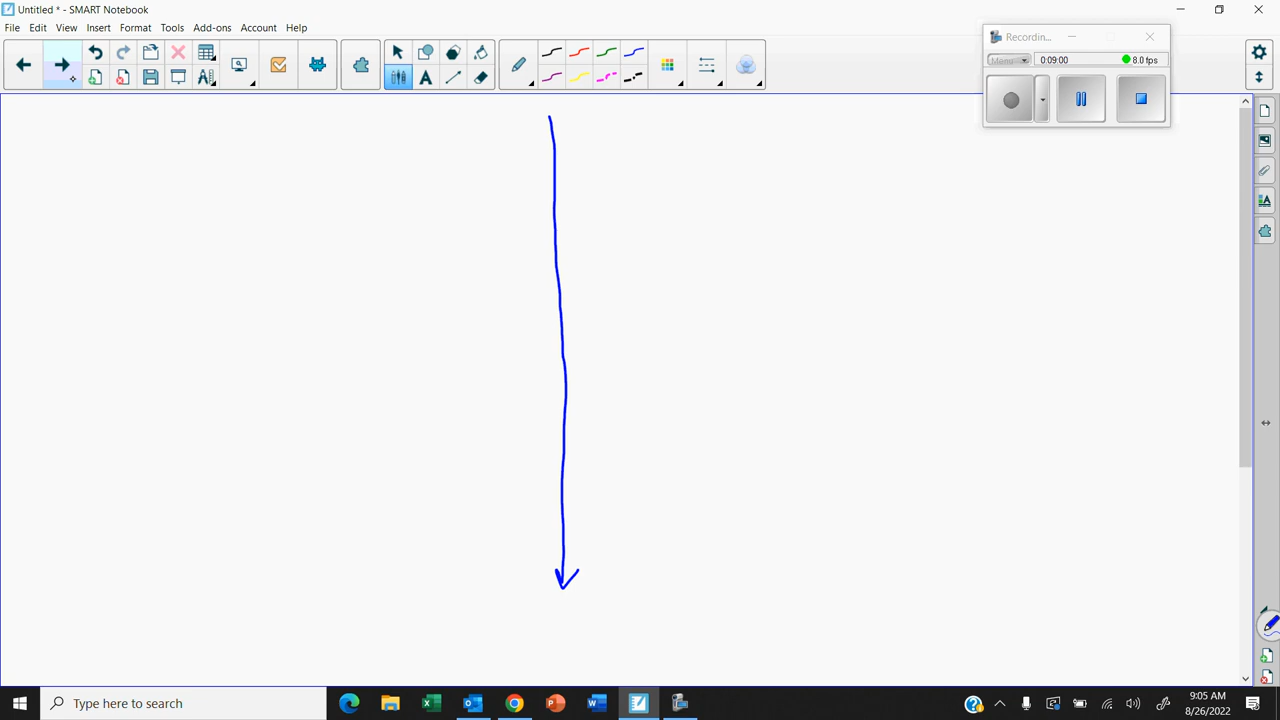 Untitled * - SMART Notebook
File Edit View Insert Format Tools Add-ons Account Help
Recordin...
Menu 0:09:00 8.0 fps
Type here to search
9:05 AM
8/26/2022